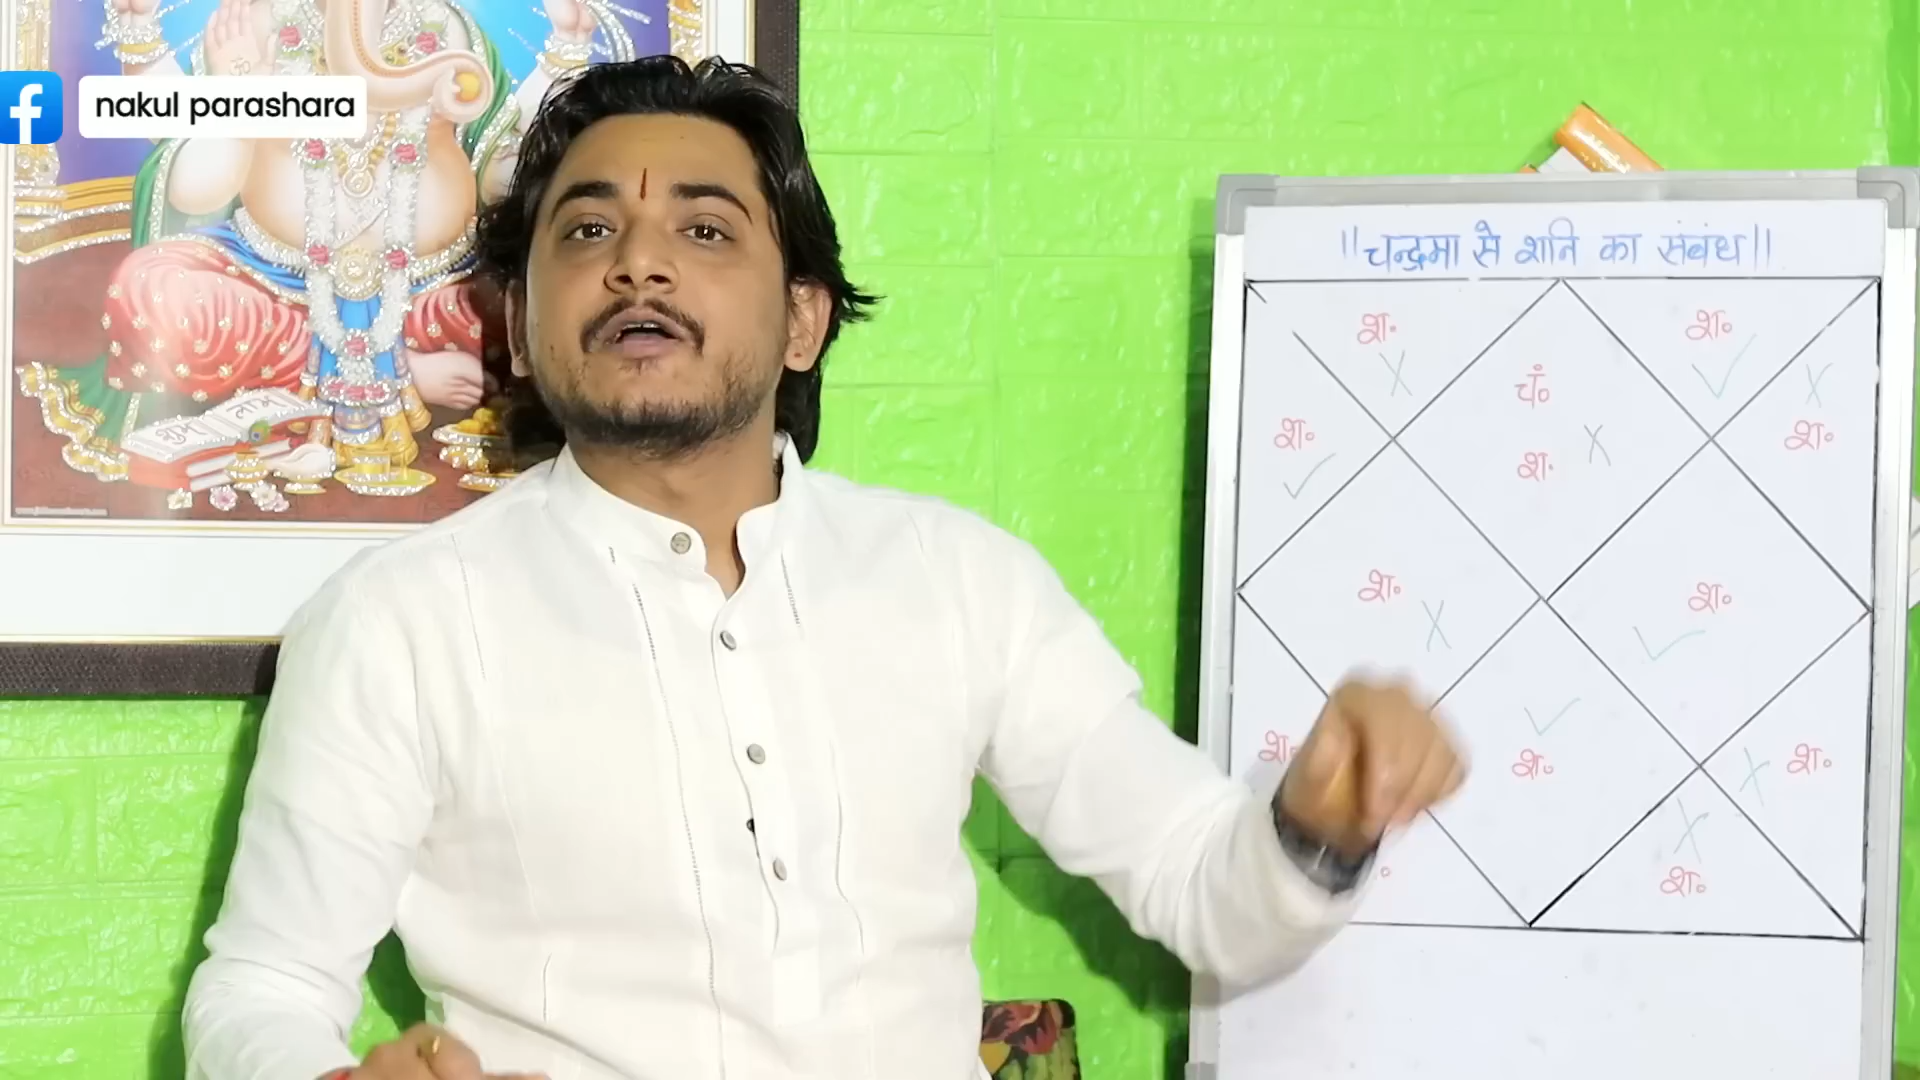 nakul parashara
॥ चन्द्रमा से शनि का संबंध ॥
श॰
श॰
चं॰
श॰
श॰
श॰
श॰
श॰
श॰
श॰
श॰
श॰
श॰
शुभ
लाभ